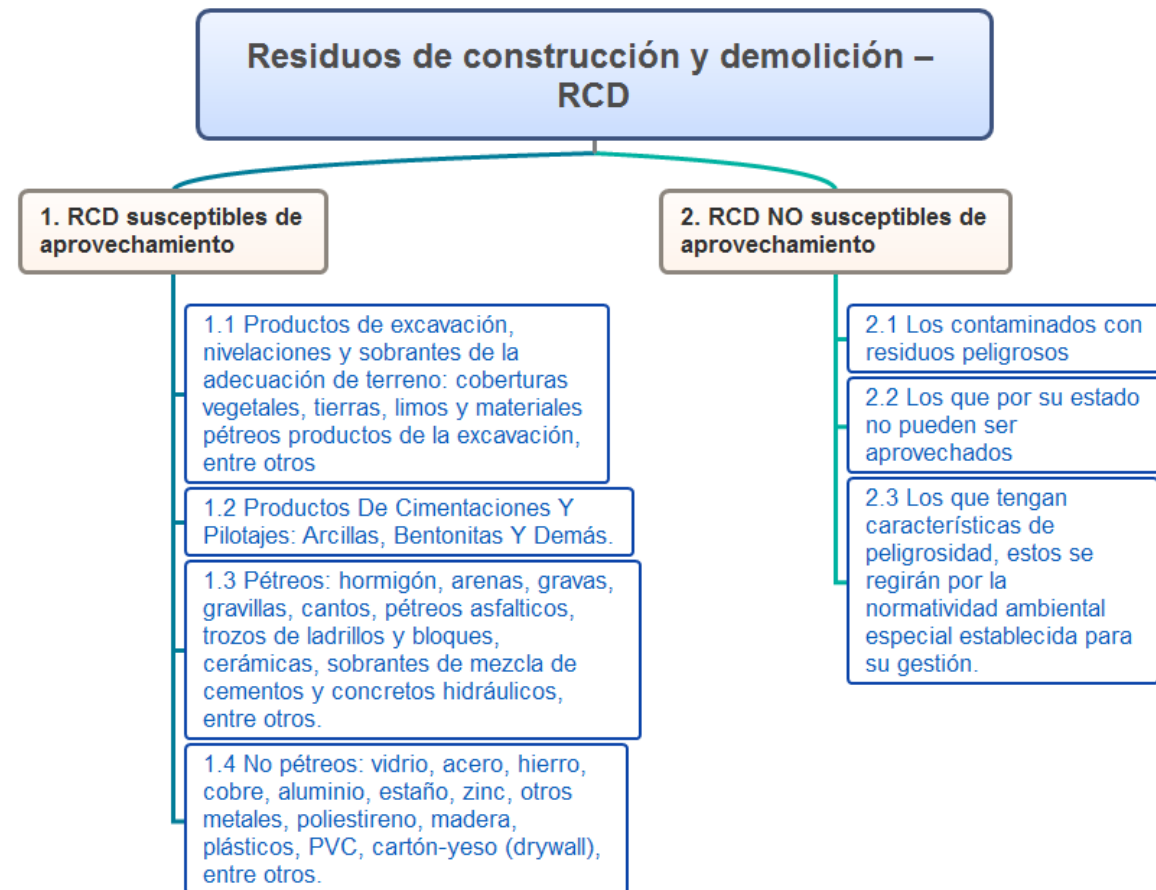 Residuos de construcción y demolición –
RCD
1. RCD susceptibles de
aprovechamiento
1.1 Productos de excavación,
nivelaciones y sobrantes de la
adecuación de terreno: coberturas
vegetales, tierras, limos y materiales
pétreos productos de la excavación,
entre otros
1.2 Productos De Cimentaciones Y
Pilotajes: Arcillas, Bentonitas Y Demás.
1.3 Pétreos: hormigón, arenas, gravas,
gravillas, cantos, pétreos asfalticos,
trozos de ladrillos y bloques,
cerámicas, sobrantes de mezcla de
cementos y concretos hidráulicos,
entre otros.
1.4 No pétreos: vidrio, acero, hierro,
cobre, aluminio, estaño, zinc, otros
metales, poliestireno, madera,
plásticos, PVC, cartón-yeso (drywall),
entre otros.
2. RCD NO susceptibles de
aprovechamiento
2.1 Los contaminados con
residuos peligrosos
2.2 Los que por su estado
no pueden ser
aprovechados
2.3 Los que tengan
características de
peligrosidad, estos se
regirán por la
normatividad ambiental
especial establecida para
su gestión.